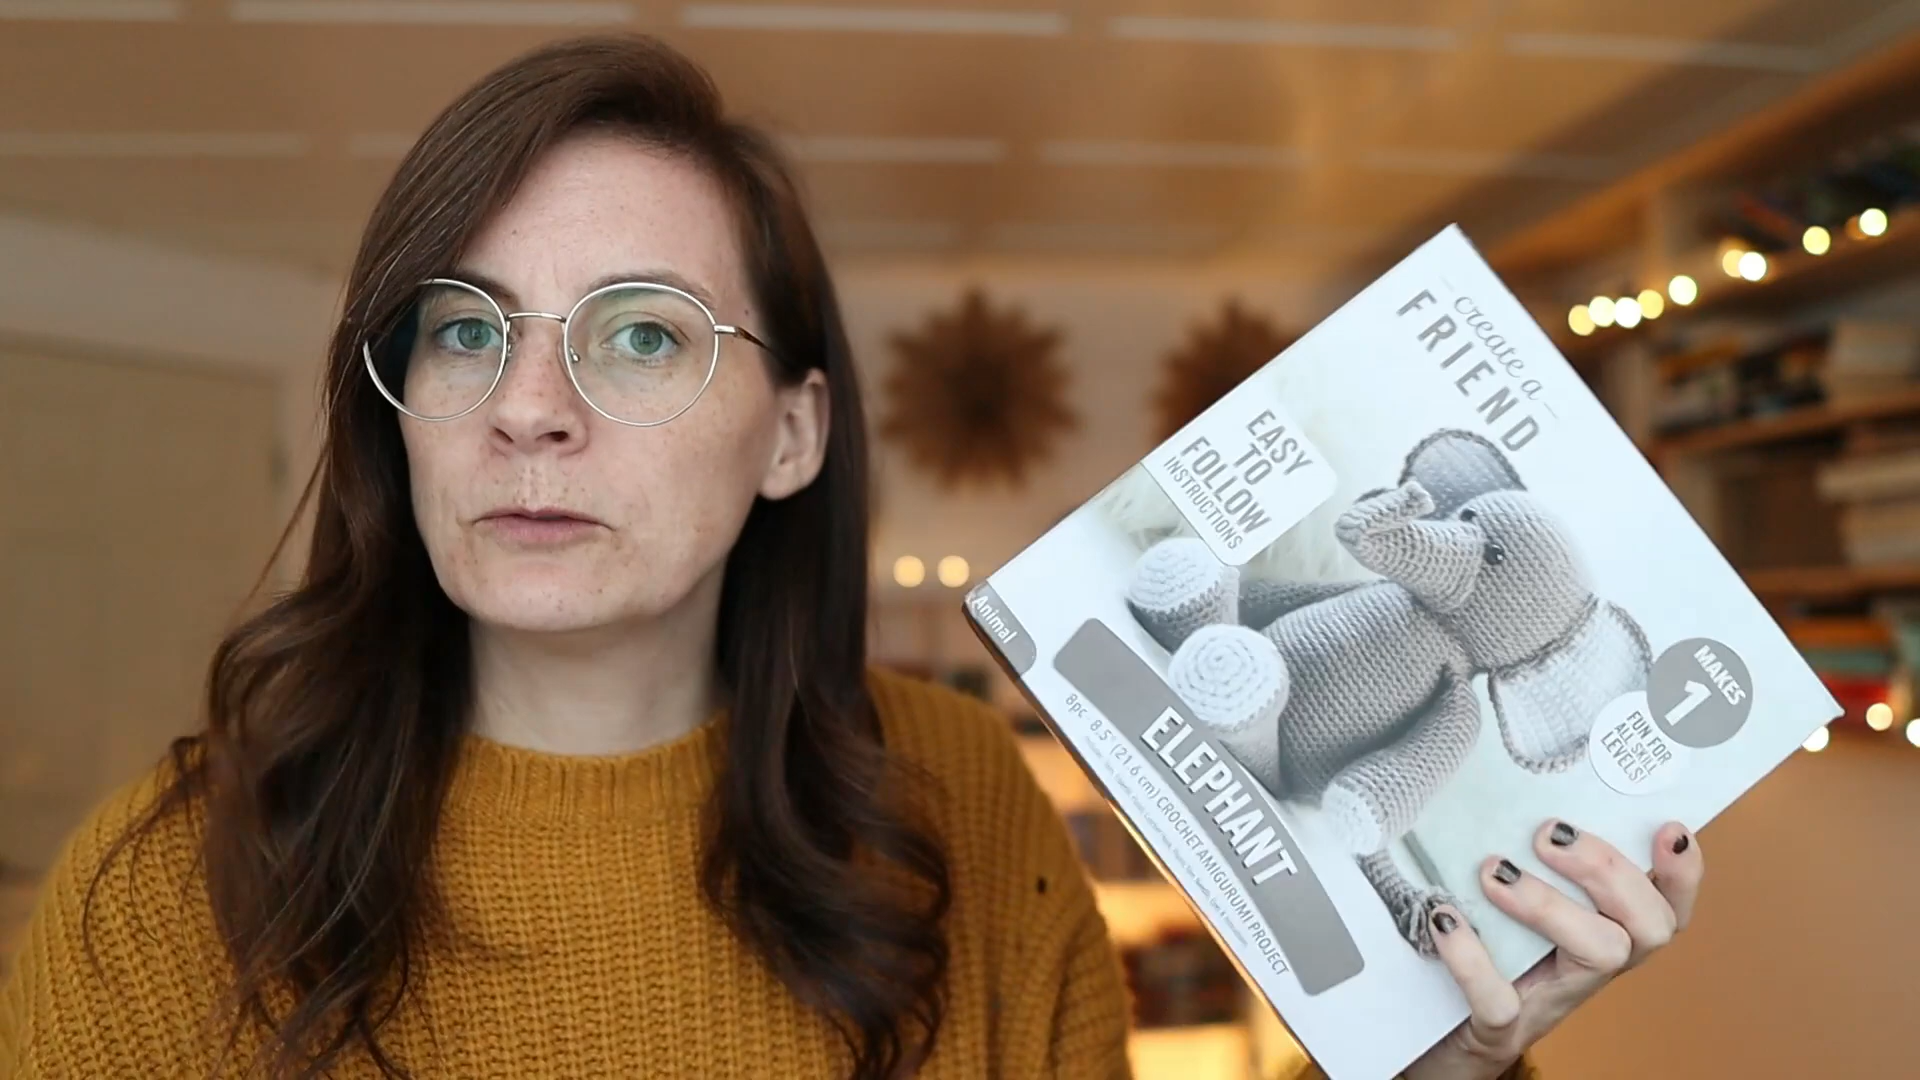 create a
FRIEND
EASY
TO
FOLLOW
INSTRUCTIONS
Animal
MAKES
1
FUN FOR
ALL SKILL
LEVELS!
ELEPHANT
8pc· 8.5" (21.6 cm) CROCHET AMIGURUMI PROJECT